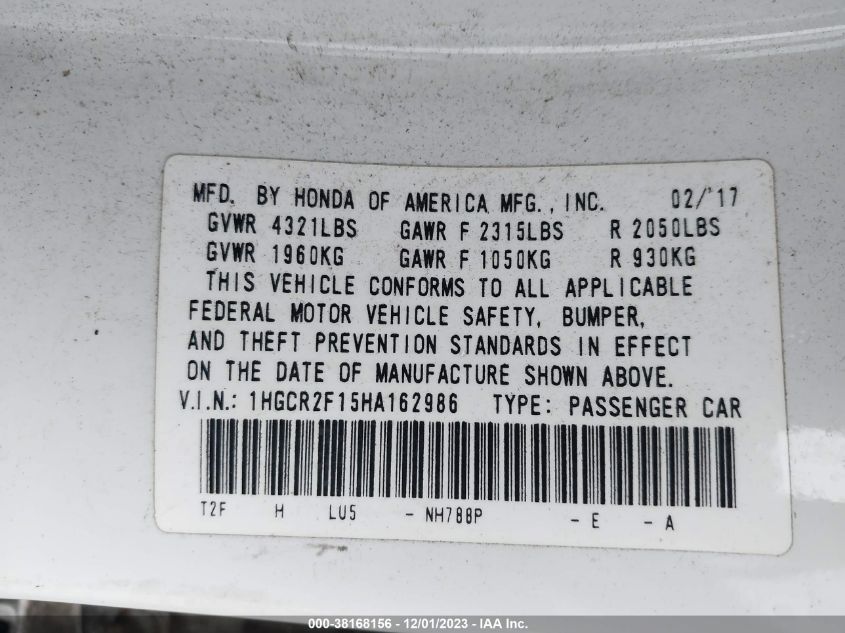 MFD. BY HONDA OF AMERICA MFG., INC. 02/'17
GVWR 4321LBS GAWR F 2315LBS R 2050LBS
GVWR 1960KG GAWR F 1050KG R 930KG
THIS VEHICLE CONFORMS TO ALL APPLICABLE
FEDERAL MOTOR VEHICLE SAFETY, BUMPER,
AND THEFT PREVENTION STANDARDS IN EFFECT
ON THE DATE OF MANUFACTURE SHOWN ABOVE.
V.I.N.: 1HGCR2F15HA162986 TYPE: PASSENGER CAR
T2F H LU5 - NH788P - E - A
000-38168156 - 12/01/2023 - IAA Inc.